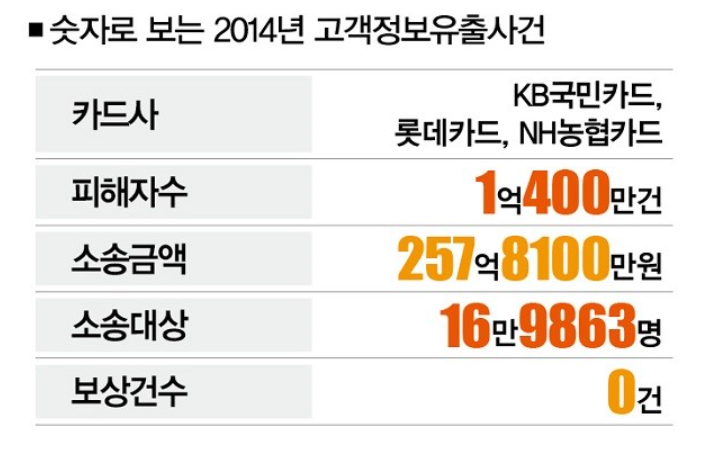 ■ 숫자로 보는 2014년 고객정보유출사건
카드사
KB국민카드,
롯데카드, NH농협카드
피해자수
1억400만건
소송금액
257억8100만원
소송대상
16만9863명
보상건수
0건